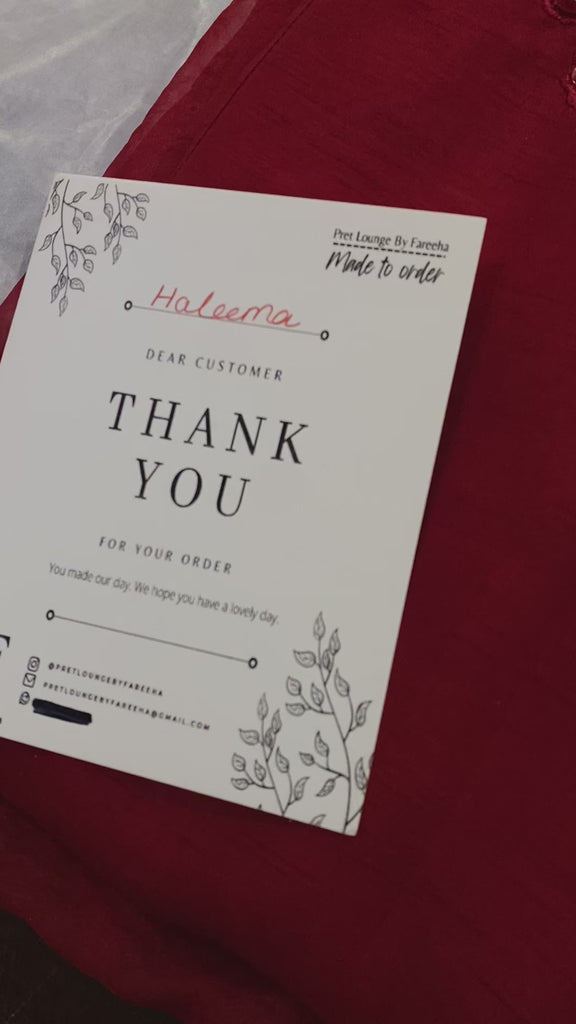 Pret Lounge By Fareeha
Made to order
Haleema
DEAR CUSTOMER
THANK
YOU
FOR YOUR ORDER
You made our day. We hope you have a lovely day.
@PRETLOUNGEBYFAREEHA
PRETLOUNGEBYFAREEHA@GMAIL.COM